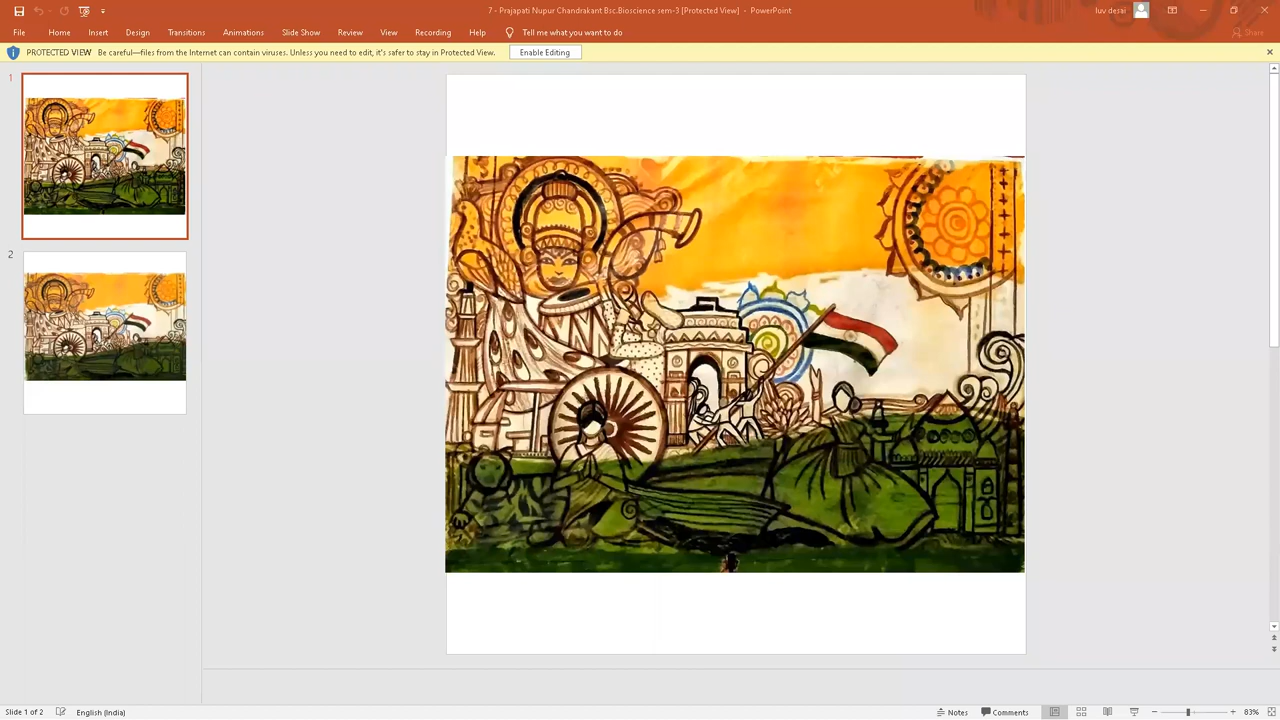 7 - Prajapati Nupur Chandrakant Bsc.Bioscience sem-3 [Protected View] - PowerPoint
luv desai
File Home Insert Design Transitions Animations Slide Show Review View Recording Help Tell me what you want to do
Share
PROTECTED VIEW Be careful—files from the Internet can contain viruses. Unless you need to edit, it's safer to stay in Protected View. Enable Editing
1
2
Slide 1 of 2 English (India) Notes Comments 83%